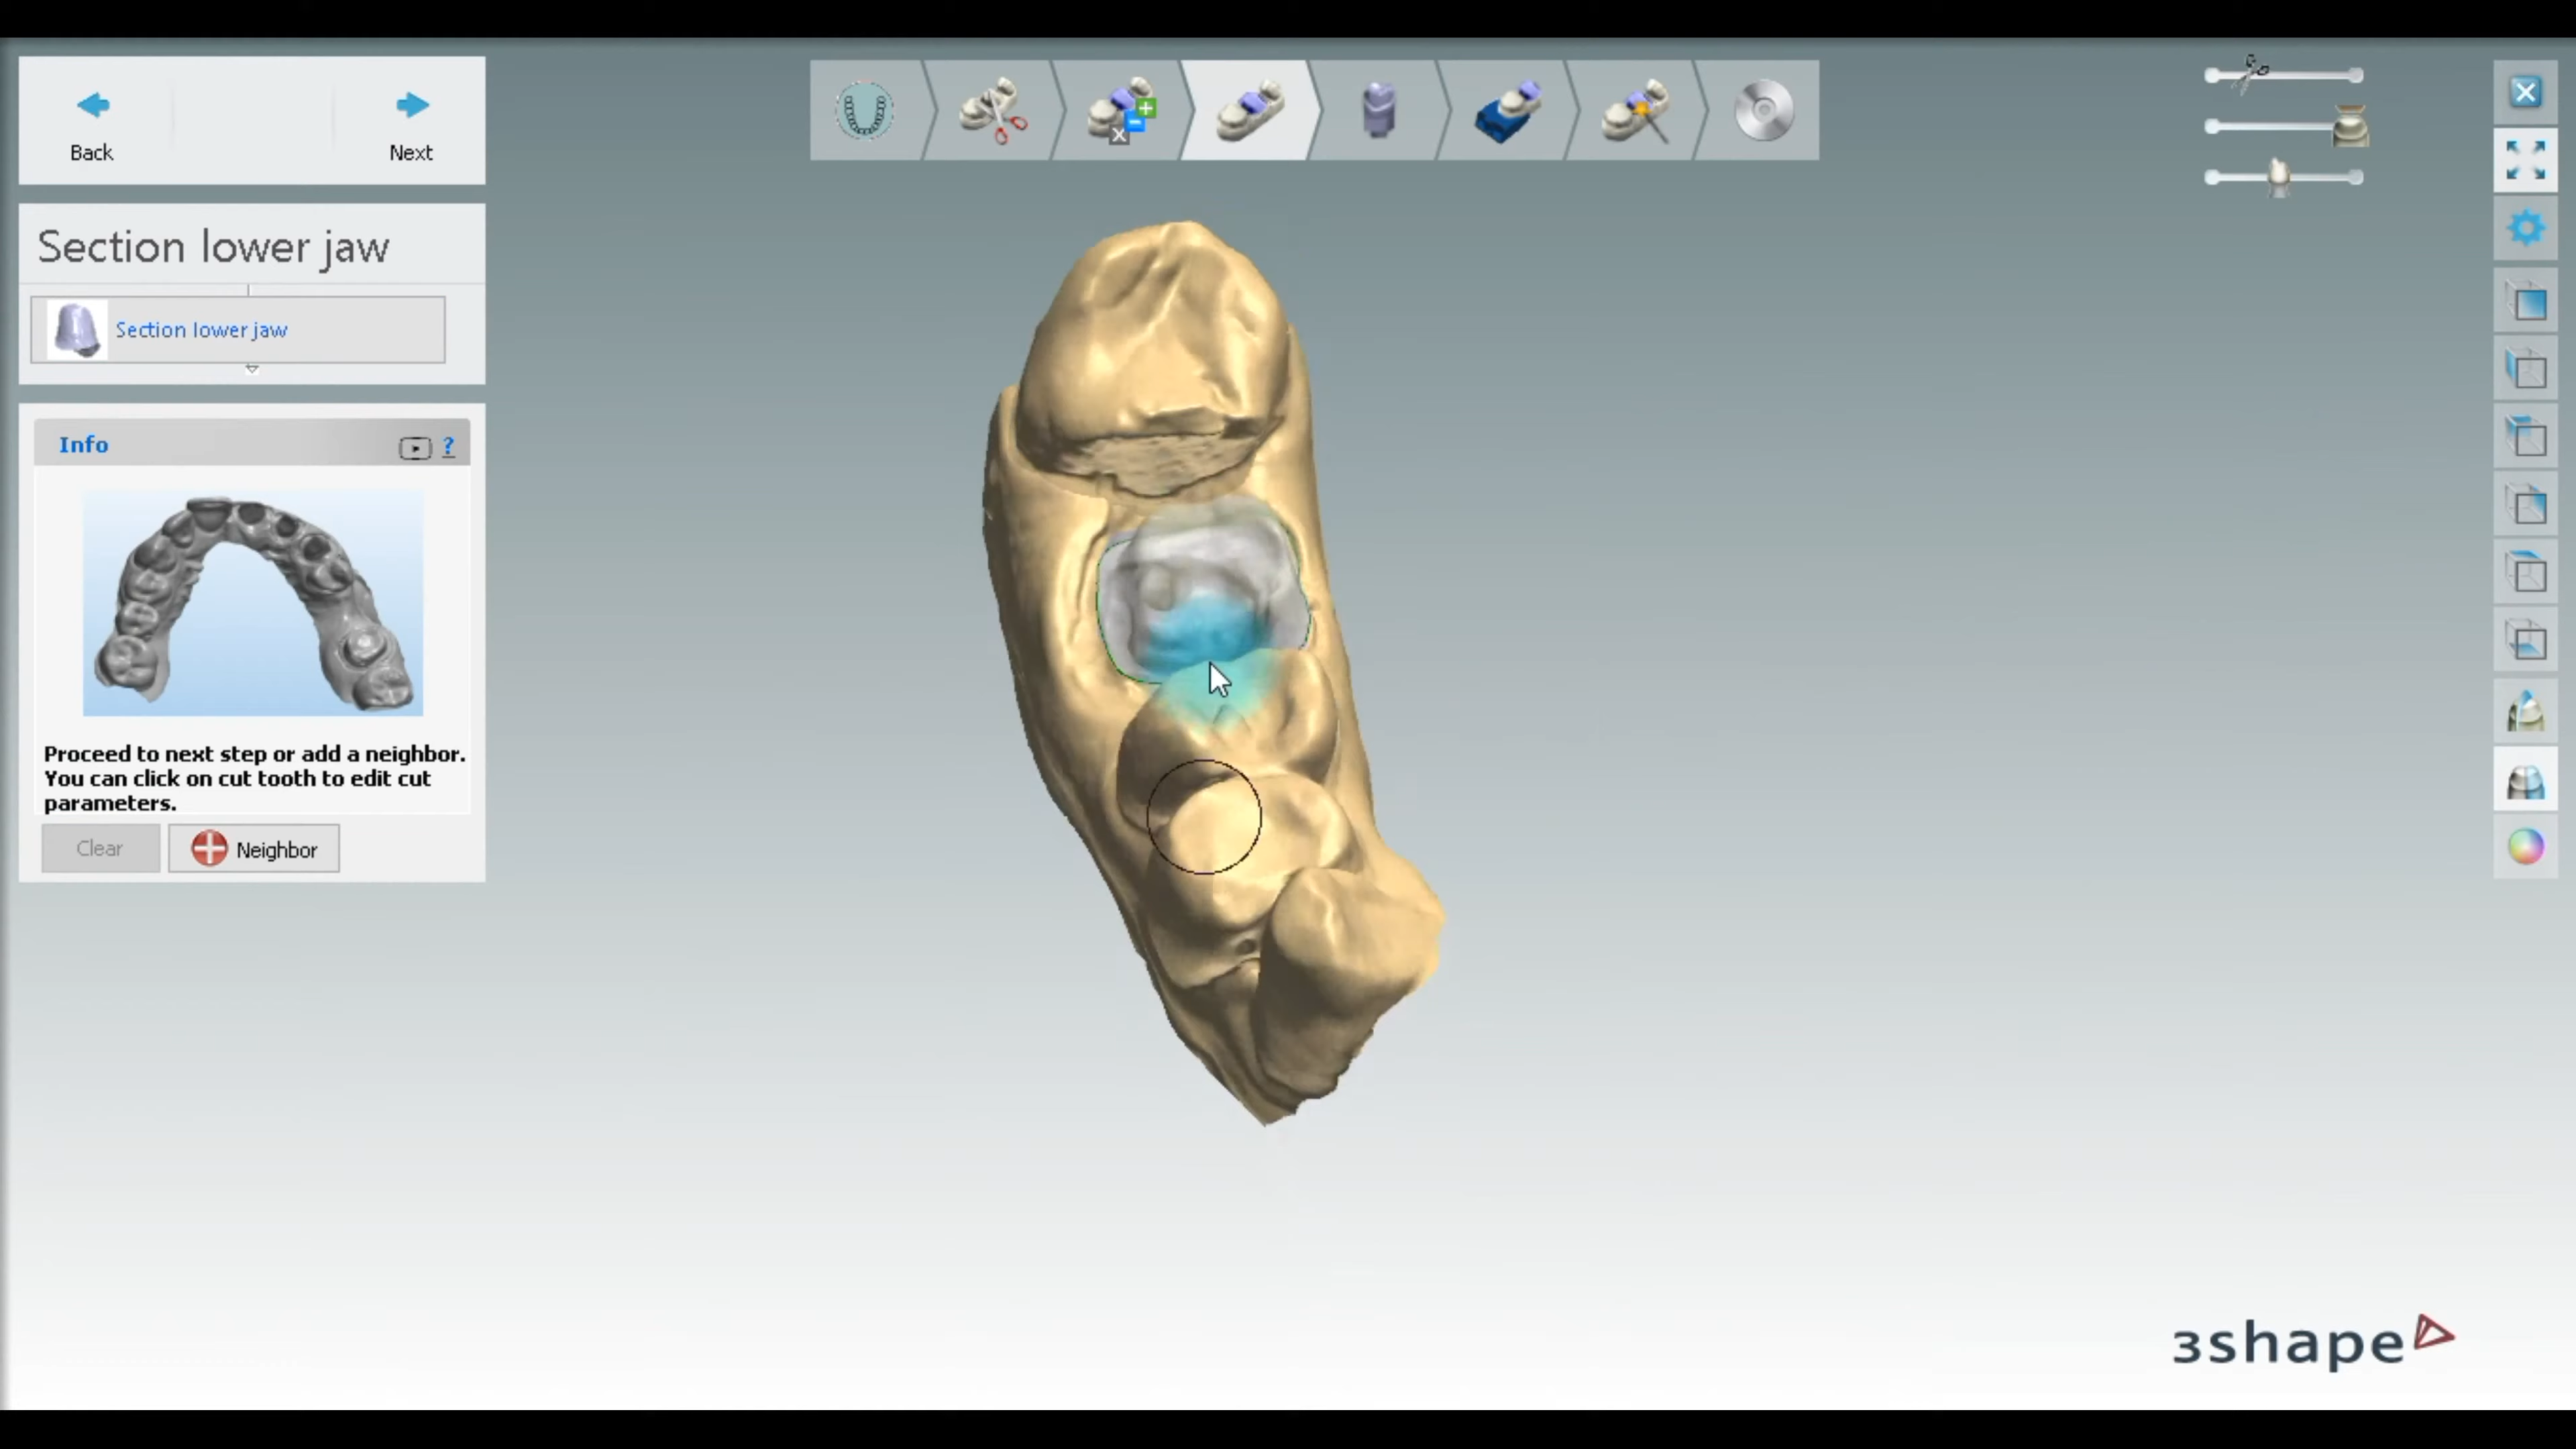 Back
Next
Section lower jaw
Section lower jaw
Info
?
Proceed to next step or add a neighbor.
You can click on cut tooth to edit cut
parameters.
Clear
Neighbor
3shape